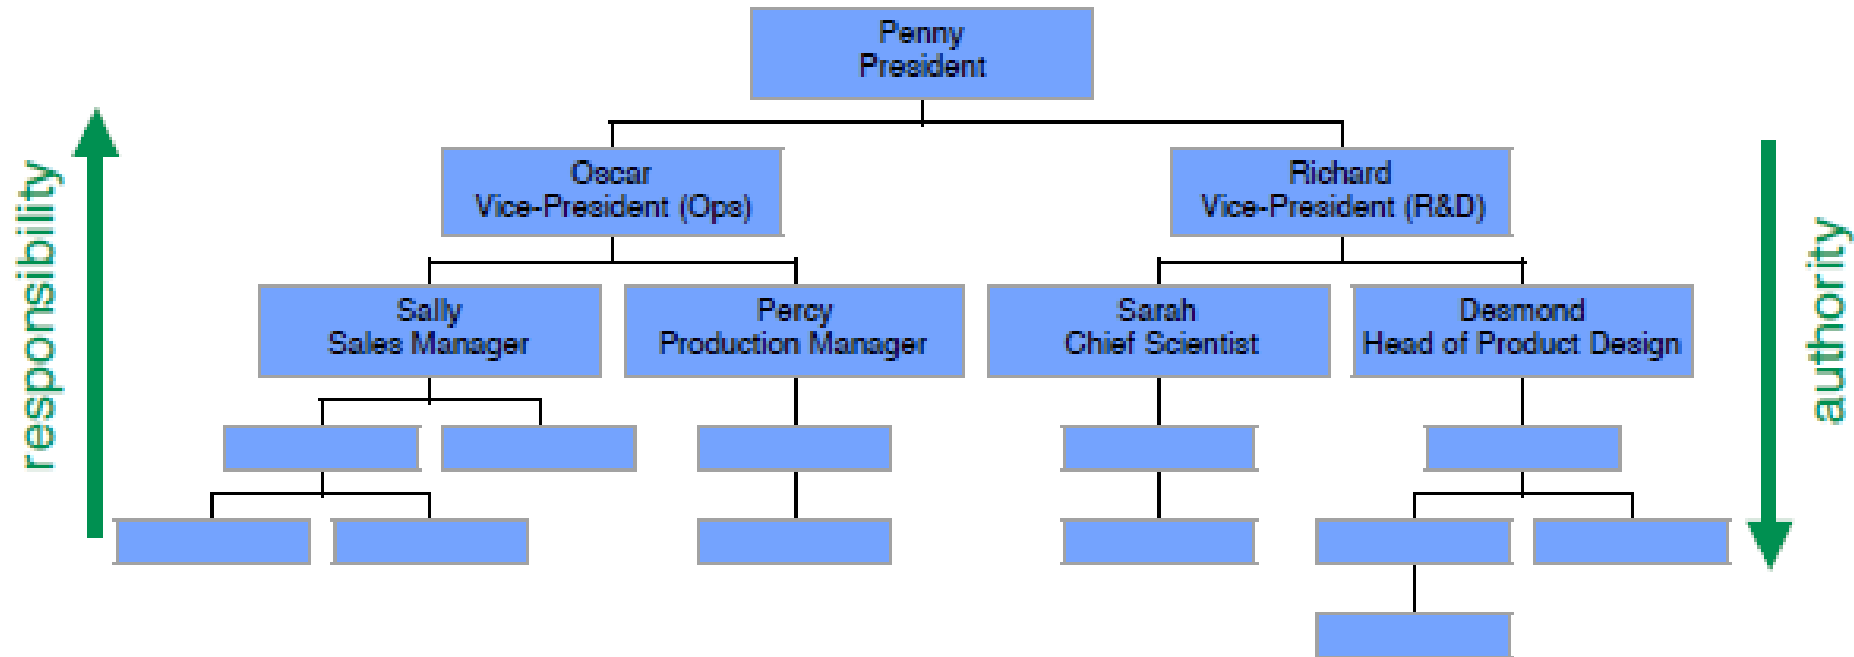 Penny
President
Oscar
Vice-President (Ops)
Richard
Vice-President (R&D)
Sally
Sales Manager
Percy
Production Manager
Sarah
Chief Scientist
Desmond
Head of Product Design
responsibility
authority